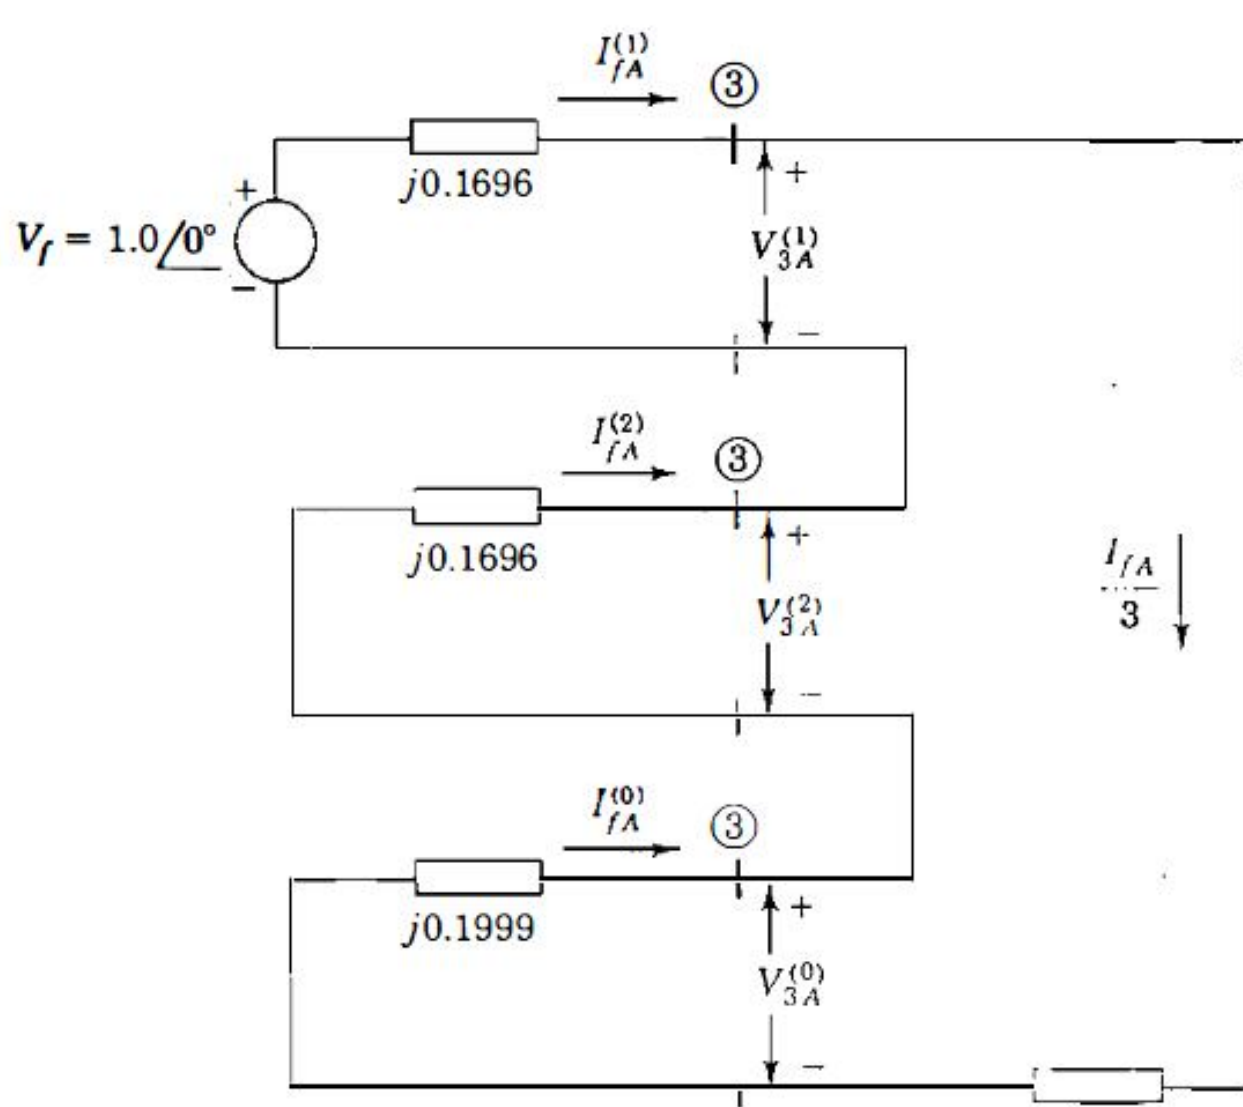 I_{fA}^{(1)}
③
j0.1696
+
V_f = 1.0/0°
−
+
V_{3A}^{(1)}
−
I_{fA}^{(2)}
③
j0.1696
+
V_{3A}^{(2)}
−
I_{fA}
3
I_{fA}^{(0)}
③
j0.1999
+
V_{3A}^{(0)}
−